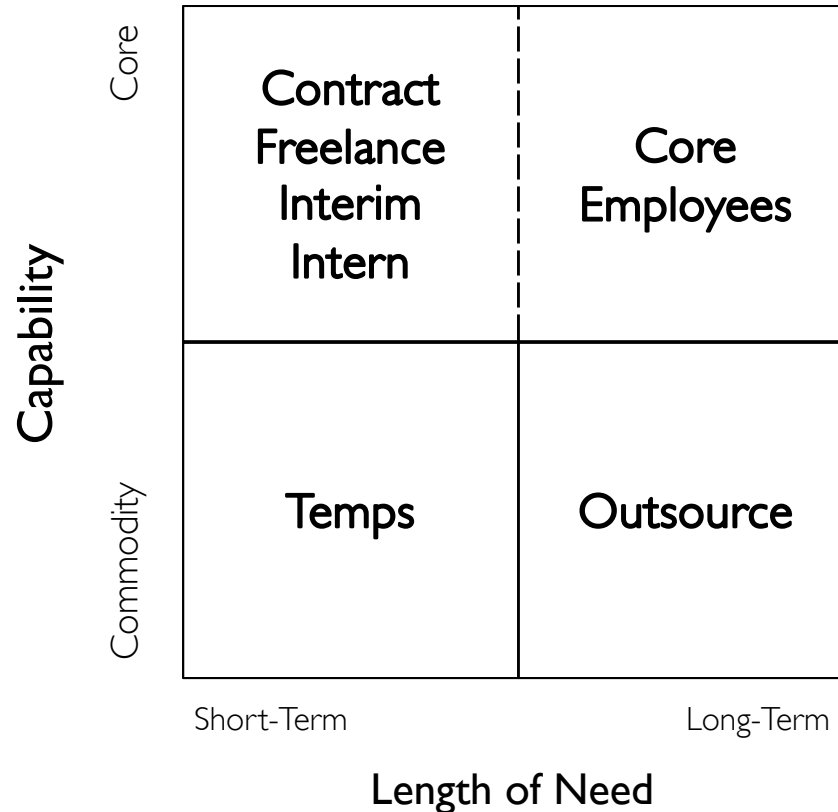 Core
Contract
Freelance
Interim
Intern
Core
Employees
Capability
Commodity
Temps
Outsource
Short-Term
Long-Term
Length of Need